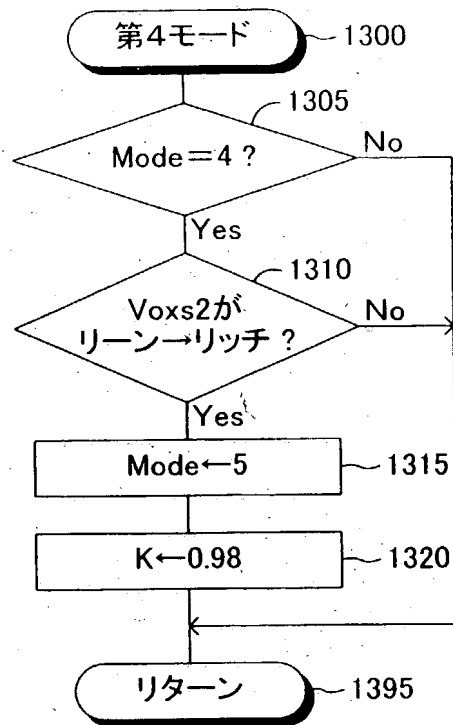 第4モード
1300
1305
Mode=4?
No
Yes
1310
Voxs2が
リーン→リッチ?
No
Yes
Mode←5
1315
K←0.98
1320
リターン
1395